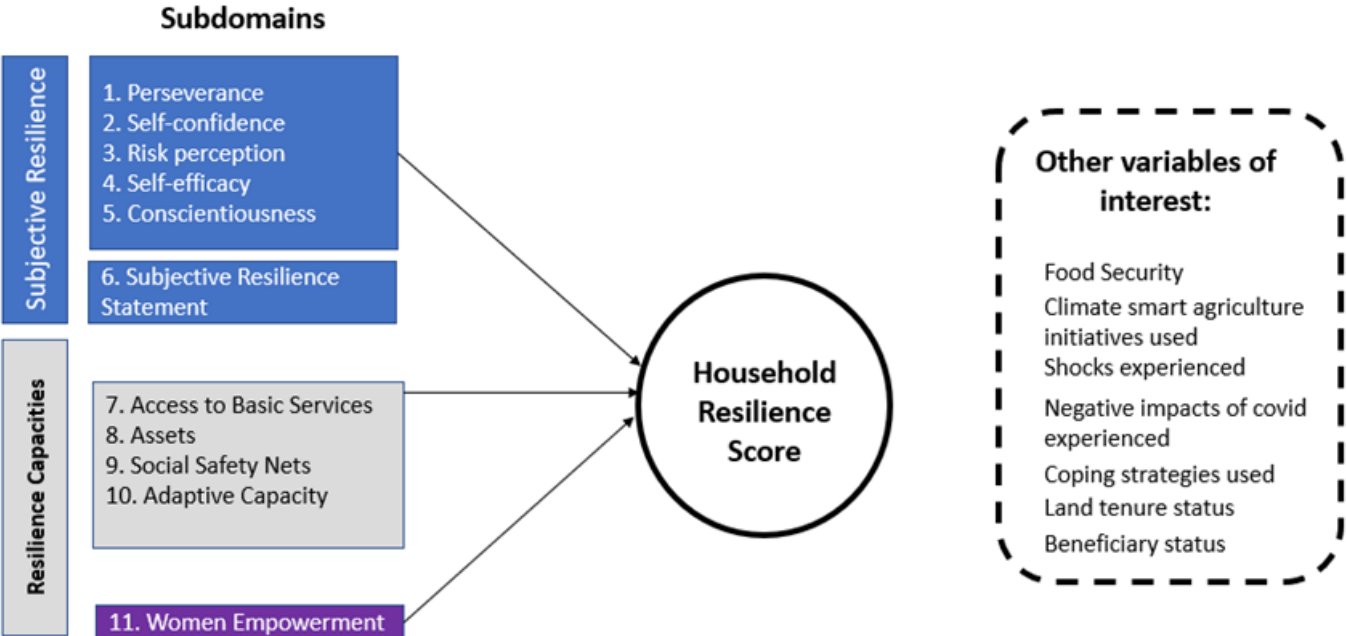 Subdomains
Subjective Resilience
1. Perseverance
2. Self-confidence
3. Risk perception
4. Self-efficacy
5. Conscientiousness
6. Subjective Resilience
Statement
Resilience Capacities
7. Access to Basic Services
8. Assets
9. Social Safety Nets
10. Adaptive Capacity
11. Women Empowerment
Household
Resilience
Score
Other variables of
interest:
Food Security
Climate smart agriculture
initiatives used
Shocks experienced
Negative impacts of covid
experienced
Coping strategies used
Land tenure status
Beneficiary status